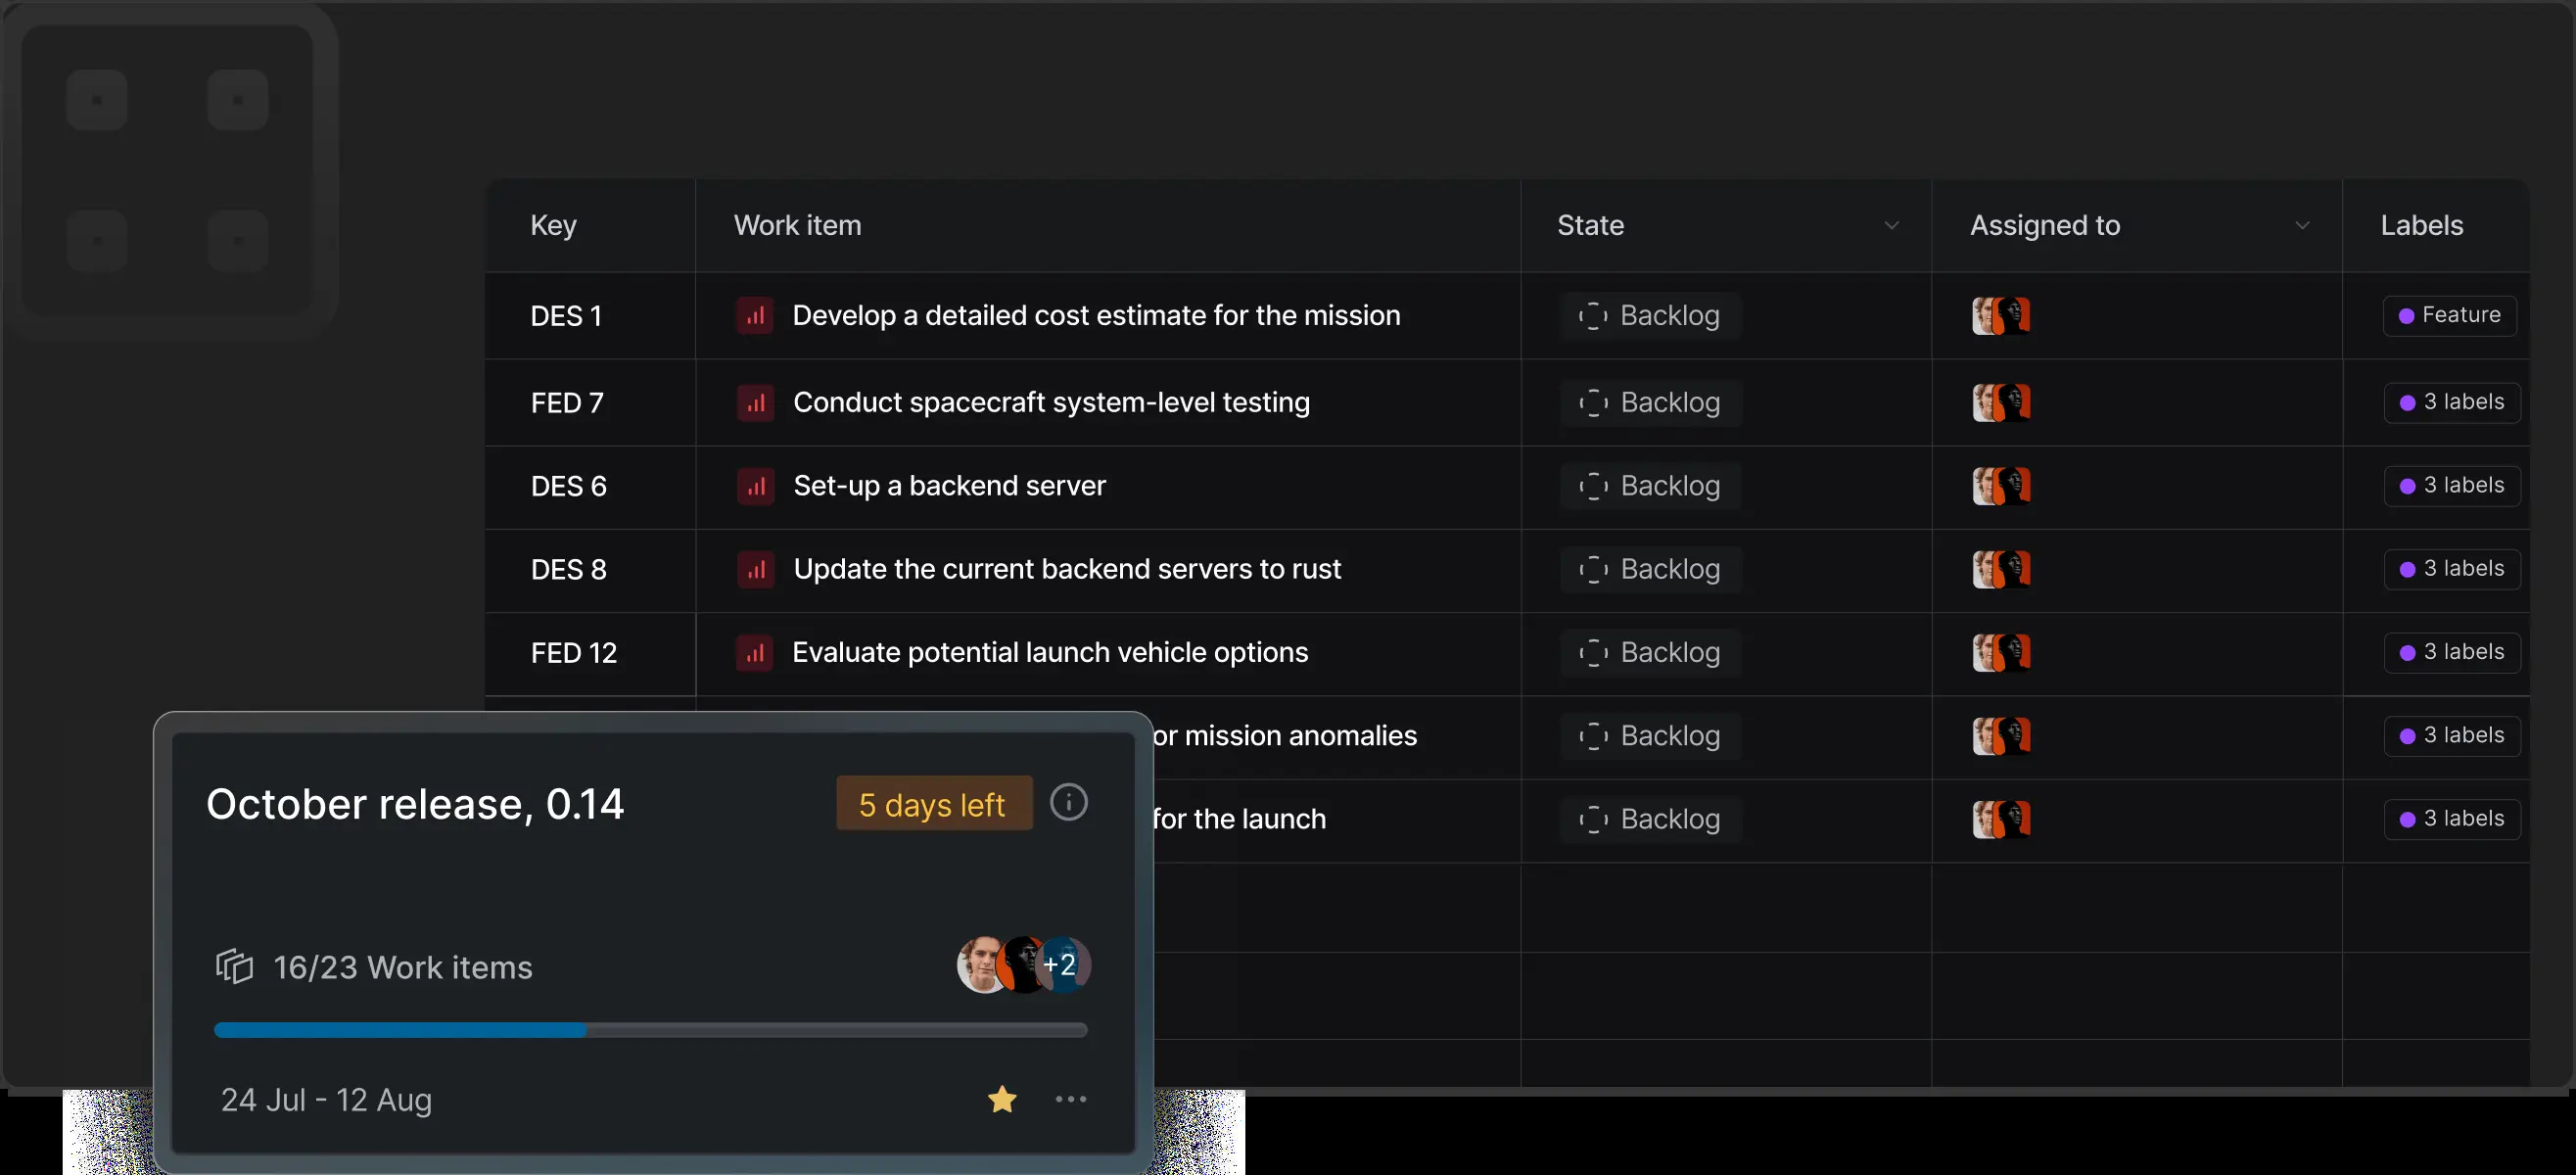 Key Work item State Assigned to Labels
DES 1 Develop a detailed cost estimate for the mission Backlog Feature
FED 7 Conduct spacecraft system-level testing Backlog 3 labels
DES 6 Set-up a backend server Backlog 3 labels
DES 8 Update the current backend servers to rust Backlog 3 labels
FED 12 Evaluate potential launch vehicle options Backlog 3 labels
or mission anomalies Backlog 3 labels
for the launch Backlog 3 labels
October release, 0.14 5 days left
16/23 Work items +2
24 Jul - 12 Aug